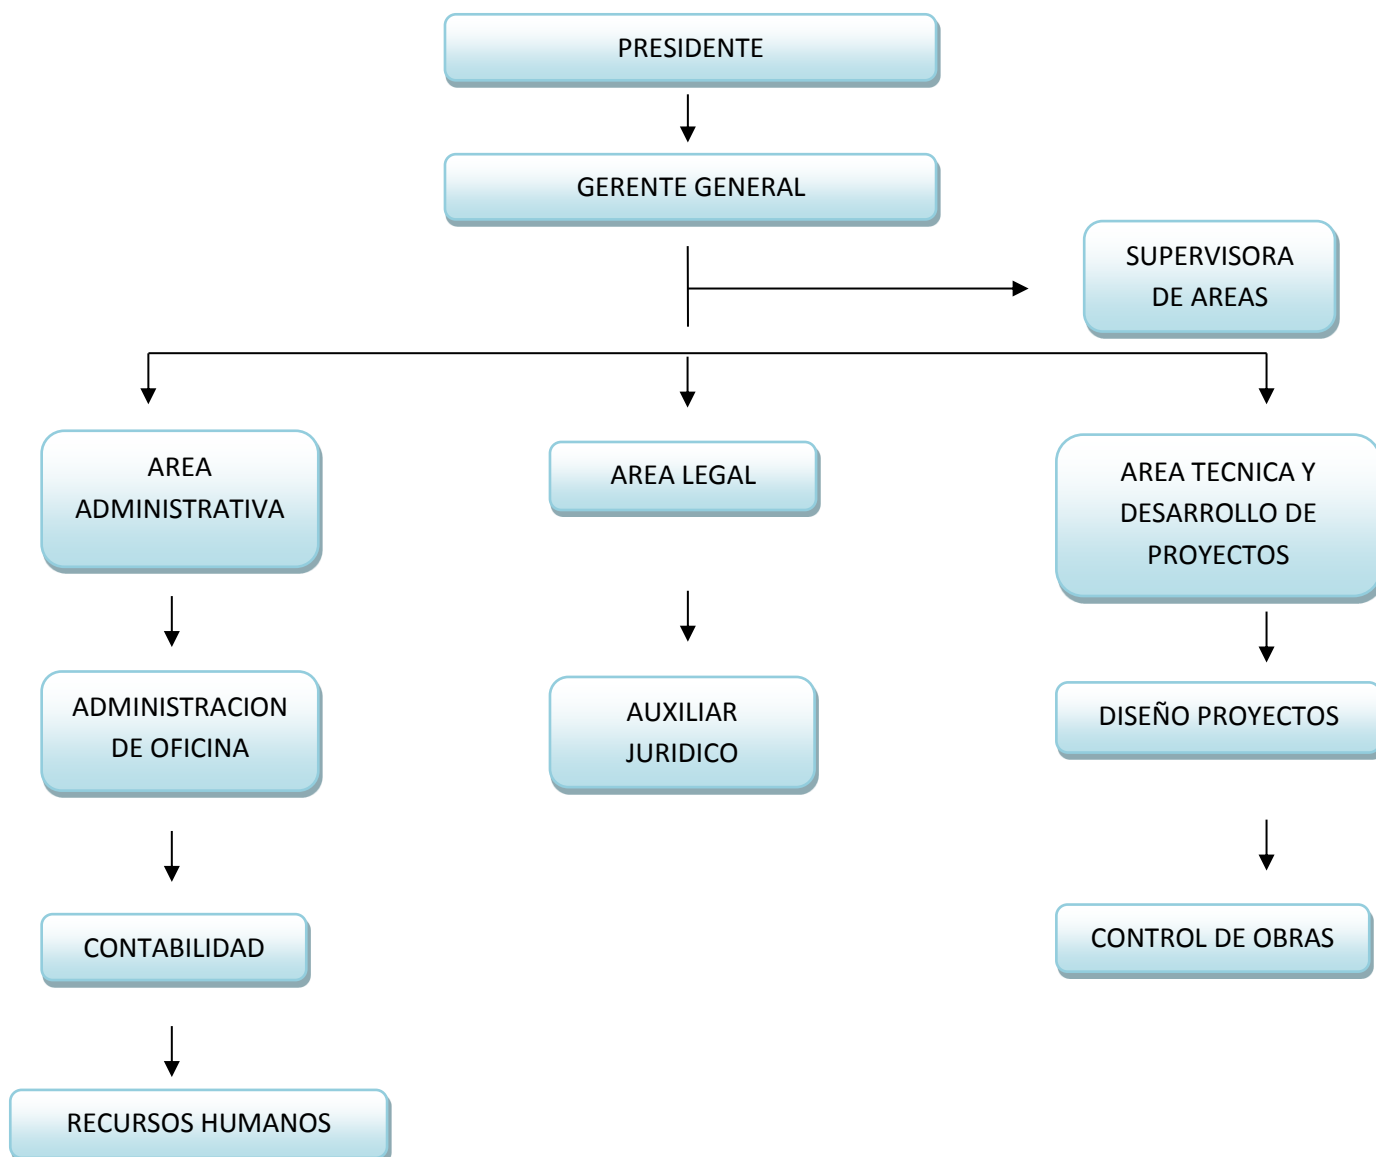 PRESIDENTE
GERENTE GENERAL
SUPERVISORA
DE AREAS
AREA
ADMINISTRATIVA
AREA LEGAL
AREA TECNICA Y
DESARROLLO DE
PROYECTOS
ADMINISTRACION
DE OFICINA
AUXILIAR
JURIDICO
DISEÑO PROYECTOS
CONTABILIDAD
CONTROL DE OBRAS
RECURSOS HUMANOS